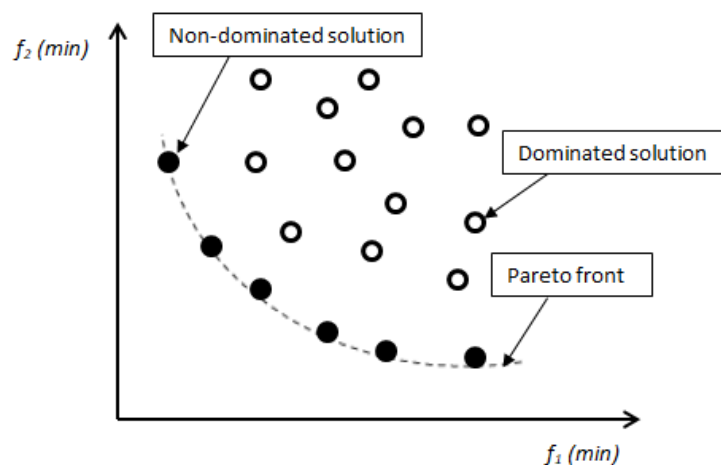 Non-dominated solution
f₂ (min)
Dominated solution
Pareto front
f₁ (min)